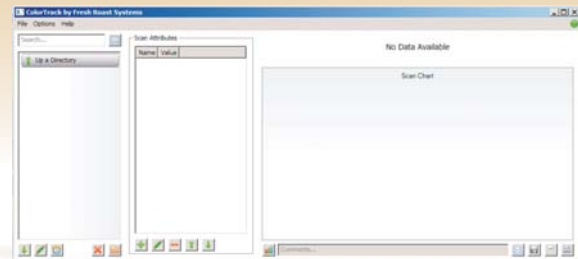 ColorTrack by Fresh Roast Systems
File Options Help
Search...
Up a Directory
Scan Attributes
Name Value
No Data Available
Scan Chart
Comments...